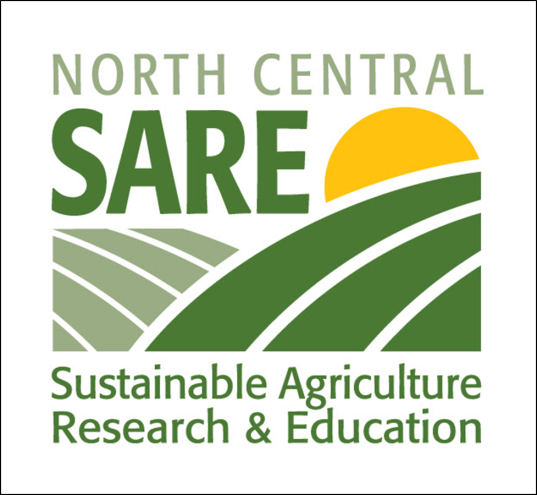 NORTH CENTRAL
SARE
Sustainable Agriculture
Research & Education